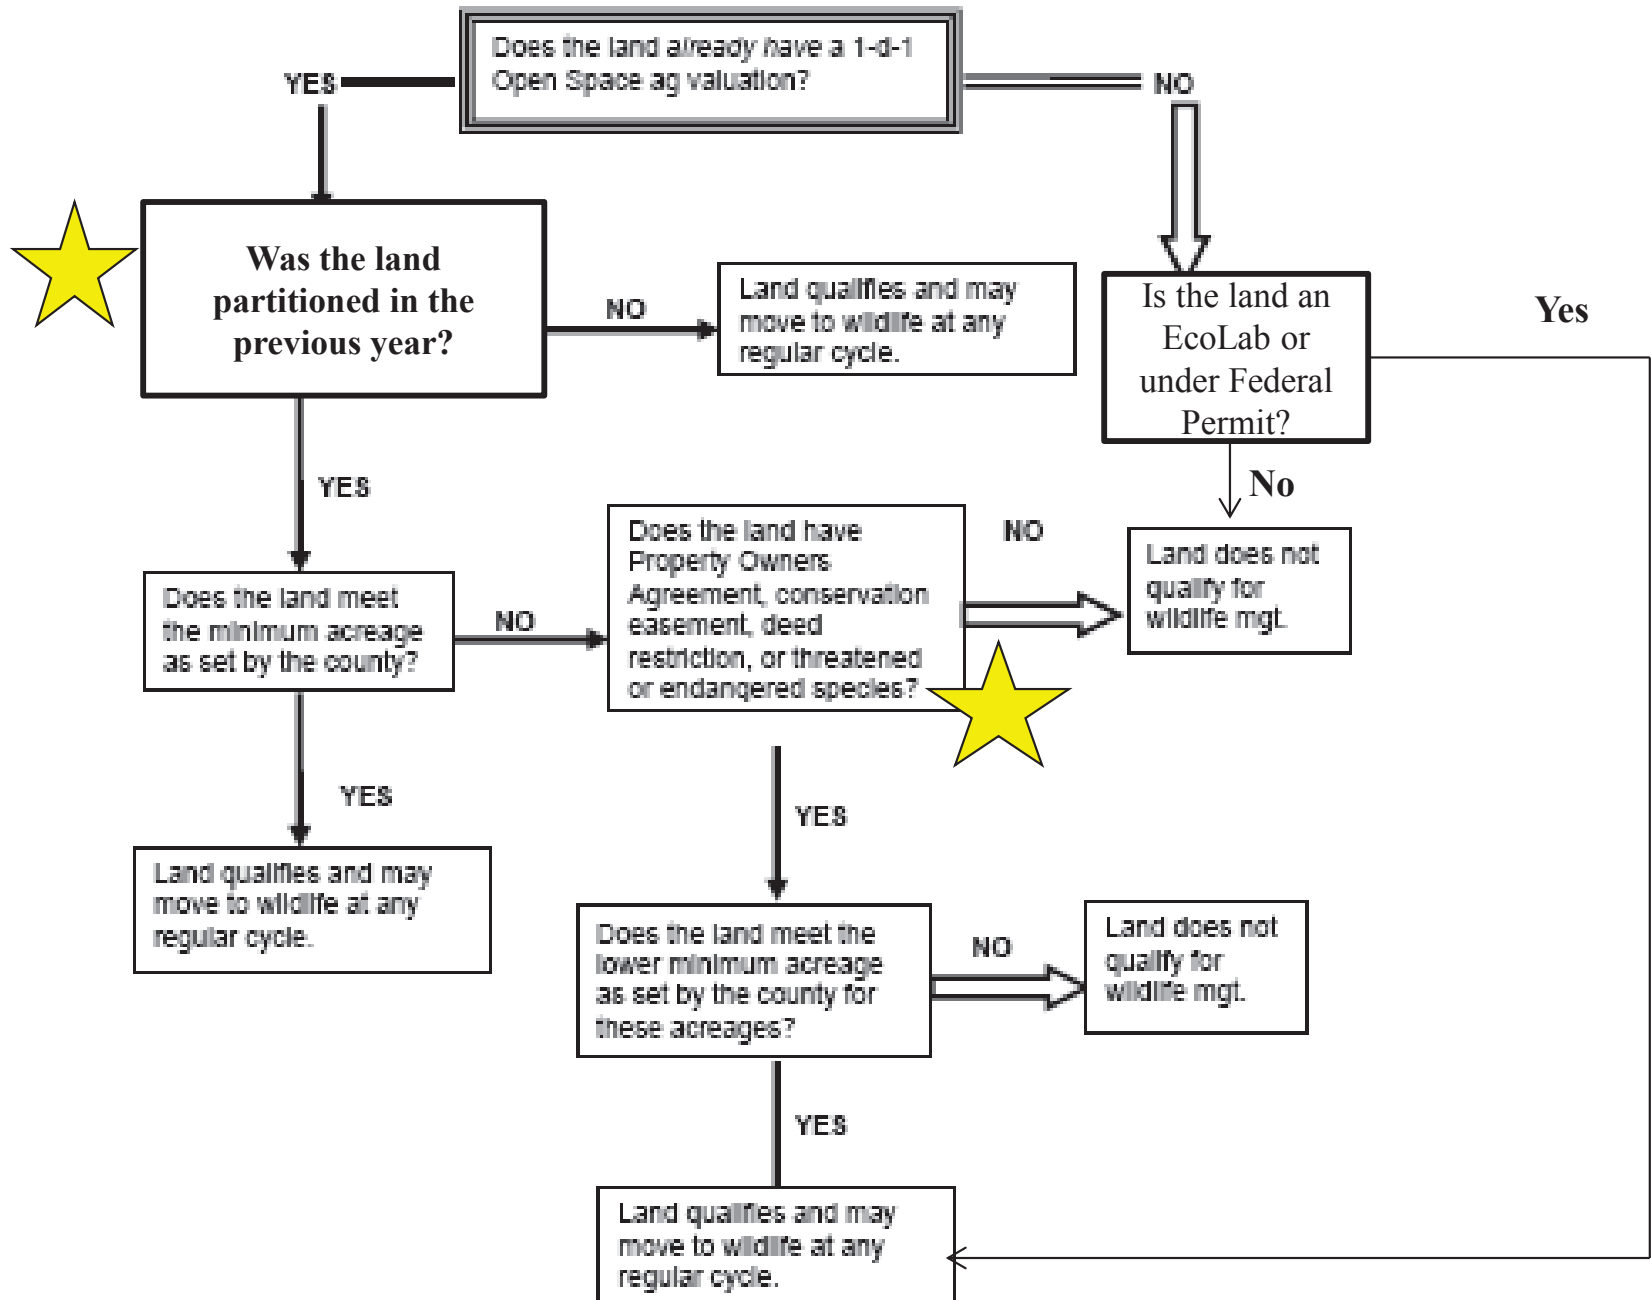 Does the land already have a 1-d-1
Open Space ag valuation?
YES
NO
Was the land
partitioned in the
previous year?
NO
Land qualifies and may
move to wildlife at any
regular cycle.
Is the land an
EcoLab or
under Federal
Permit?
Yes
No
YES
Does the land meet
the minimum acreage
as set by the county?
NO
Does the land have
Property Owners
Agreement, conservation
easement, deed
restriction, or threatened
or endangered species?
NO
Land does not
qualify for
wildlife mgt.
YES
Land qualifies and may
move to wildlife at any
regular cycle.
YES
Does the land meet the
lower minimum acreage
as set by the county for
these acreages?
NO
Land does not
qualify for
wildlife mgt.
YES
Land qualifies and may
move to wildlife at any
regular cycle.